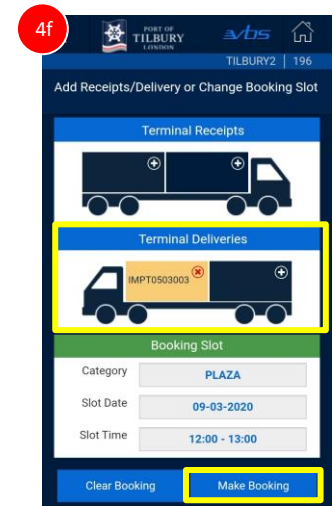 4f
PORT OF
TILBURY
LONDON
vbs
TILBURY2 | 196
Add Receipts/Delivery or Change Booking Slot
Terminal Receipts
Terminal Deliveries
IMPT0503003
Booking Slot
Category PLAZA
Slot Date 09-03-2020
Slot Time 12:00 - 13:00
Clear Booking Make Booking